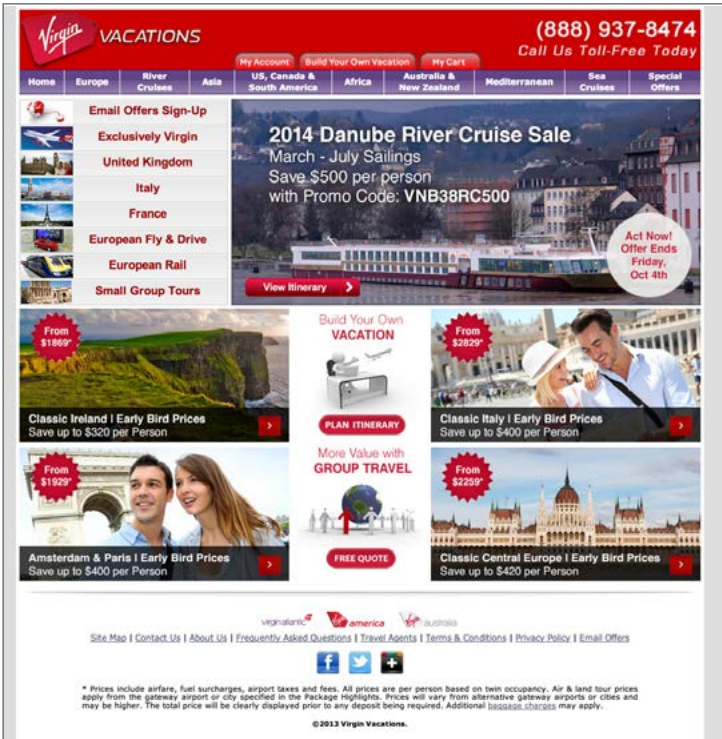 Virgin VACATIONS
(888) 937-8474
Call Us Toll-Free Today
My Account
Build Your Own Vacation
My Cart
Home
Europe
River
Cruises
Asia
US, Canada &
South America
Africa
Australia &
New Zealand
Mediterranean
Sea
Cruises
Special
Offers
Email Offers Sign-Up
Exclusively Virgin
United Kingdom
Italy
France
European Fly & Drive
European Rail
Small Group Tours
2014 Danube River Cruise Sale
March - July Sailings
Save $500 per person
with Promo Code: VNB38RC500
Act Now!
Offer Ends
Friday,
Oct 4th
View Itinerary
From
$1869*
Classic Ireland | Early Bird Prices
Save up to $320 per Person
Build Your Own
VACATION
PLAN ITINERARY
From
$2829*
Classic Italy | Early Bird Prices
Save up to $400 per Person
From
$1929*
Amsterdam & Paris | Early Bird Prices
Save up to $400 per Person
More Value with
GROUP TRAVEL
FREE QUOTE
From
$2259*
Classic Central Europe | Early Bird Prices
Save up to $420 per Person
virgin atlantic
Virgin america
Virgin australia
Site Map | Contact Us | About Us | Frequently Asked Questions | Travel Agents | Terms & Conditions | Privacy Policy | Email Offers
* Prices include airfare, fuel surcharges, airport taxes and fees. All prices are per person based on twin occupancy. Air & land tour prices
apply from the gateway airport or city specified in the Package Highlights. Prices will vary from alternative gateway airports or cities and
may be higher. The total price will be clearly displayed prior to any deposit being required. Additional baggage charges may apply.
©2013 Virgin Vacations.